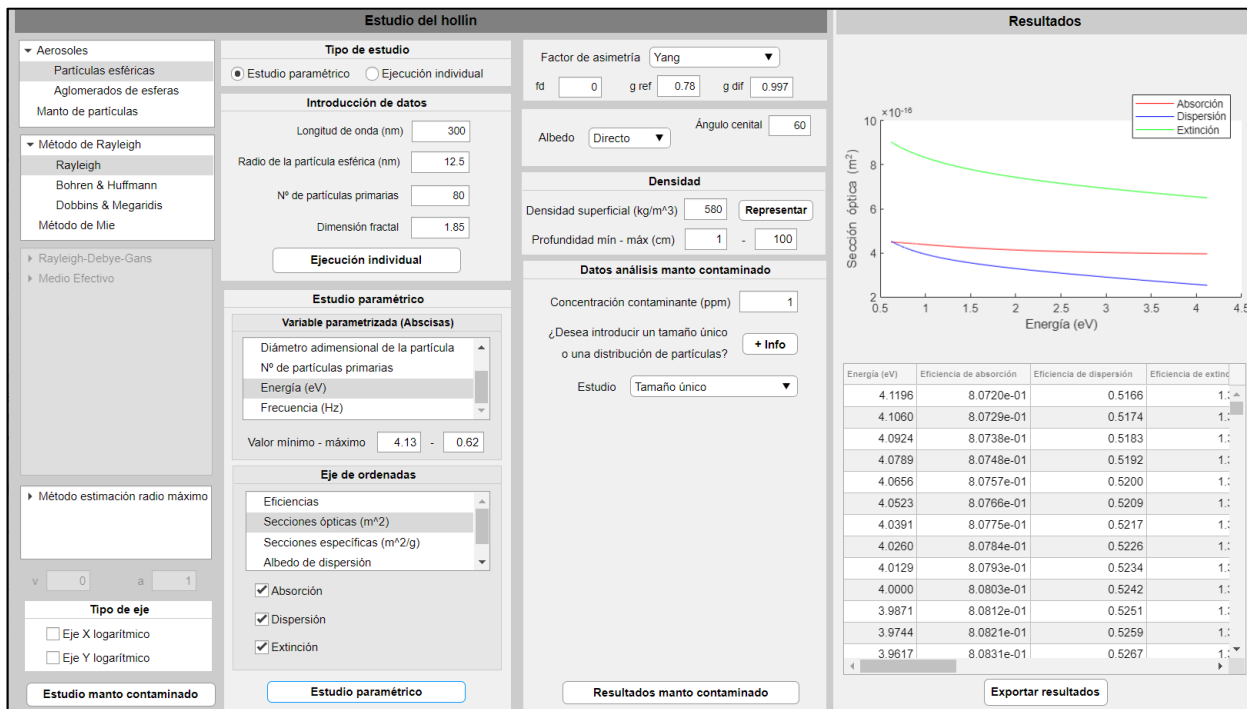 Estudio del hollín
Aerosoles
Partículas esféricas
Aglomerados de esferas
Manto de partículas
Método de Rayleigh
Rayleigh
Bohren & Huffmann
Dobbins & Megaridis
Método de Mie
Rayleigh-Debye-Gans
Medio Efectivo
Método estimación radio máximo
v 0 a 1
Tipo de eje
Eje X logarítmico
Eje Y logarítmico
Estudio manto contaminado
Tipo de estudio
Estudio paramétrico Ejecución individual
Introducción de datos
Longitud de onda (nm) 300
Radio de la partícula esférica (nm) 12.5
Nº de partículas primarias 80
Dimensión fractal 1.85
Ejecución individual
Estudio paramétrico
Variable parametrizada (Abscisas)
Diámetro adimensional de la partícula
Nº de partículas primarias
Energía (eV)
Frecuencia (Hz)
Valor mínimo - máximo 4.13 - 0.62
Eje de ordenadas
Eficiencias
Secciones ópticas (m^2)
Secciones específicas (m^2/g)
Albedo de dispersión
Absorción
Dispersión
Extinción
Estudio paramétrico
Factor de asimetría Yang
fd 0 g ref 0.78 g dif 0.997
Albedo Directo Ángulo cenital 60
Densidad
Densidad superficial (kg/m^3) 580 Representar
Profundidad mín - máx (cm) 1 - 100
Datos análisis manto contaminado
Concentración contaminante (ppm) 1
¿Desea introducir un tamaño único
o una distribución de partículas? + Info
Estudio Tamaño único
Resultados manto contaminado
Resultados
×10^-16
Absorción
Dispersión
Extinción
10
8
6
4
2
Sección óptica (m²)
0.5 1 1.5 2 2.5 3 3.5 4 4.5
Energía (eV)
Energía (eV) Eficiencia de absorción Eficiencia de dispersión Eficiencia de extinc
4.1196 8.0720e-01 0.5166 1.
4.1060 8.0729e-01 0.5174 1.
4.0924 8.0738e-01 0.5183 1.
4.0789 8.0748e-01 0.5192 1.
4.0656 8.0757e-01 0.5200 1.
4.0523 8.0766e-01 0.5209 1.
4.0391 8.0775e-01 0.5217 1.
4.0260 8.0784e-01 0.5226 1.
4.0129 8.0793e-01 0.5234 1.
4.0000 8.0803e-01 0.5242 1.
3.9871 8.0812e-01 0.5251 1.
3.9744 8.0821e-01 0.5259 1.
3.9617 8.0831e-01 0.5267 1.
Exportar resultados